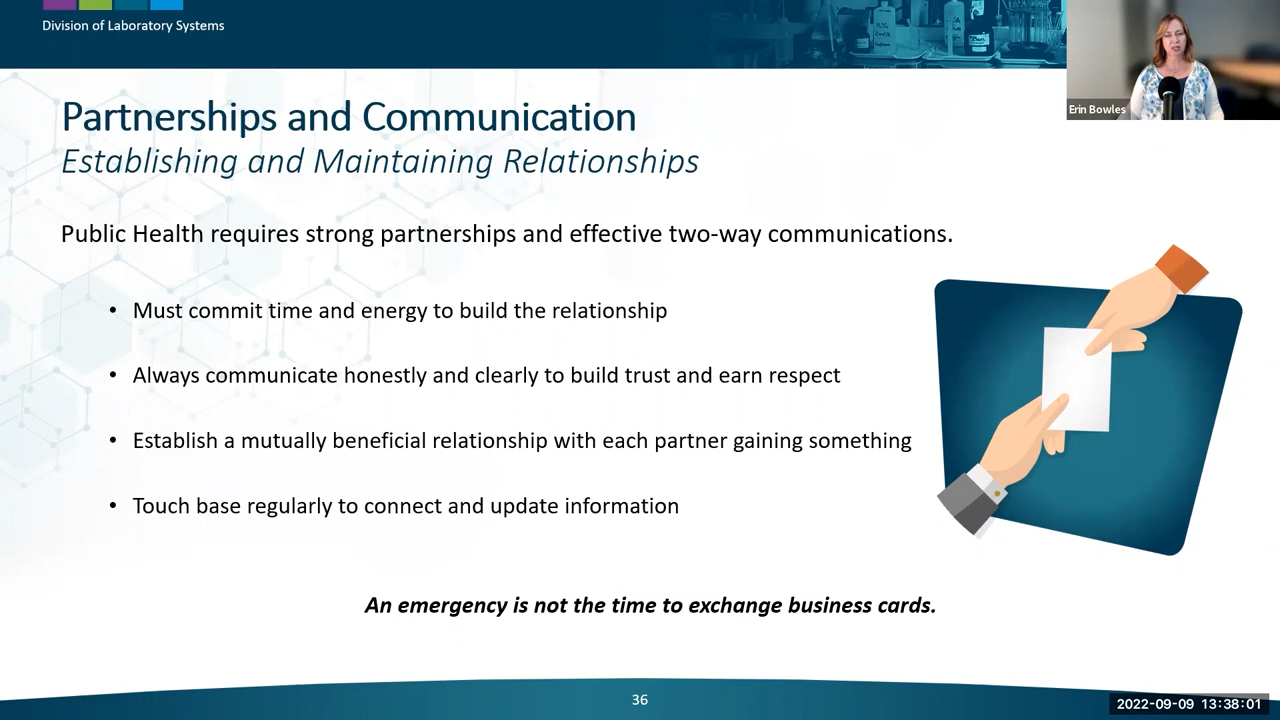 Division of Laboratory Systems
Erin Bowles
Partnerships and Communication
Establishing and Maintaining Relationships
Public Health requires strong partnerships and effective two-way communications.
• Must commit time and energy to build the relationship
• Always communicate honestly and clearly to build trust and earn respect
• Establish a mutually beneficial relationship with each partner gaining something
• Touch base regularly to connect and update information
An emergency is not the time to exchange business cards.
36
2022-09-09 13:38:01